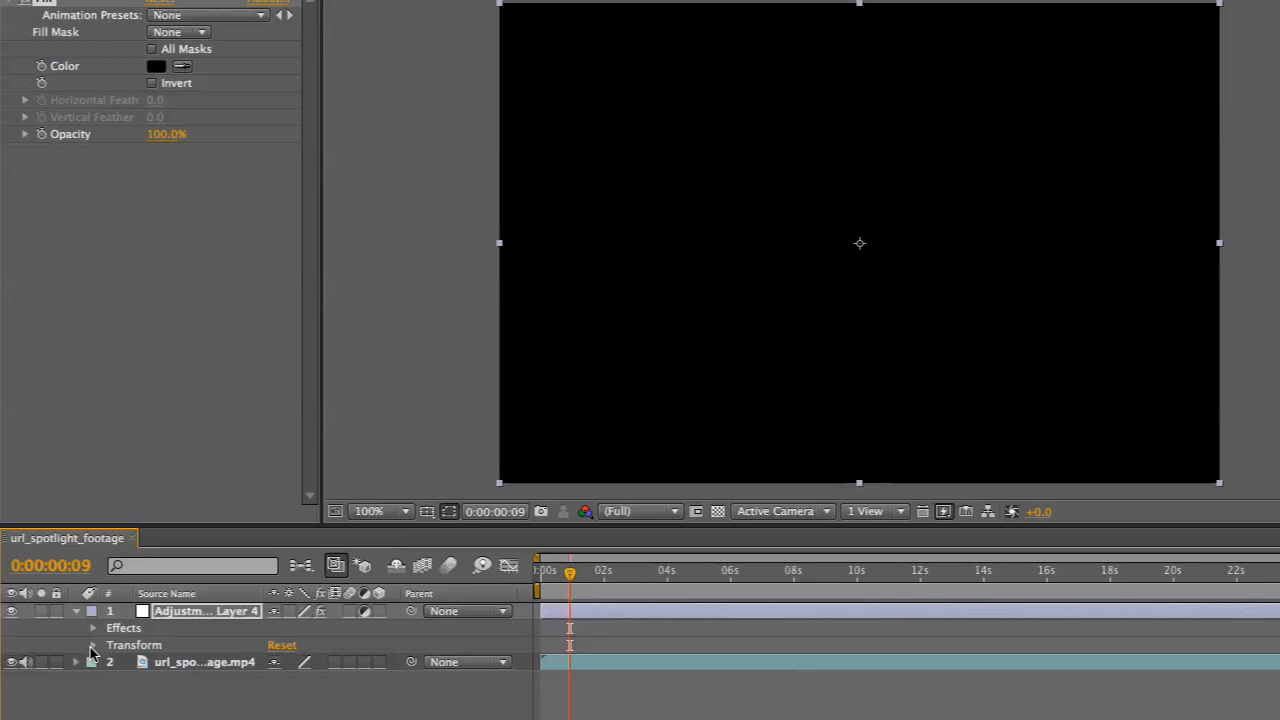 Fill Reset
Animation Presets: None
Fill Mask None
All Masks
Color
Invert
Horizontal Feath 0.0
Vertical Feather 0.0
Opacity 100.0%
100% 0:00:00:09 (Full) Active Camera 1 View +0.0
url_spotlight_footage
0:00:00:09
:00s 02s 04s 06s 08s 10s 12s 14s 16s 18s 20s 22s
# Source Name Parent
1 Adjustm... Layer 4 None
Effects
Transform Reset
2 url_spo...age.mp4 None